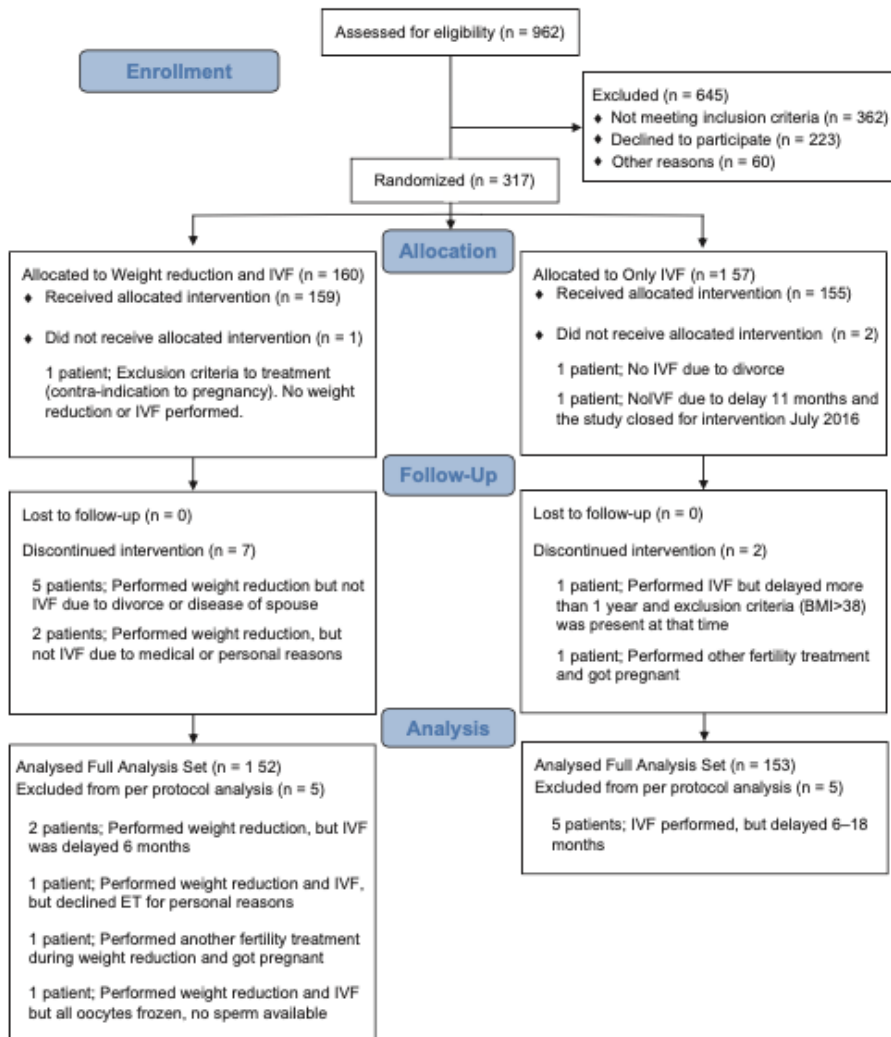 Assessed for eligibility (n = 962)
Enrollment
Excluded (n = 645)
♦ Not meeting inclusion criteria (n = 362)
♦ Declined to participate (n = 223)
♦ Other reasons (n = 60)
Randomized (n = 317)
Allocation
Allocated to Weight reduction and IVF (n = 160)
♦ Received allocated intervention (n = 159)
♦ Did not receive allocated intervention (n = 1)
1 patient; Exclusion criteria to treatment
(contra-indication to pregnancy). No weight
reduction or IVF performed.
Allocated to Only IVF (n =1 57)
♦ Received allocated intervention (n = 155)
♦ Did not receive allocated intervention (n = 2)
1 patient; No IVF due to divorce
1 patient; NoIVF due to delay 11 months and
the study closed for intervention July 2016
Follow-Up
Lost to follow-up (n = 0)
Discontinued intervention (n = 7)
5 patients; Performed weight reduction but not
IVF due to divorce or disease of spouse
2 patients; Performed weight reduction, but
not IVF due to medical or personal reasons
Lost to follow-up (n = 0)
Discontinued intervention (n = 2)
1 patient; Performed IVF but delayed more
than 1 year and exclusion criteria (BMI>38)
was present at that time
1 patient; Performed other fertility treatment
and got pregnant
Analysis
Analysed Full Analysis Set (n = 1 52)
Excluded from per protocol analysis (n = 5)
2 patients; Performed weight reduction, but IVF
was delayed 6 months
1 patient; Performed weight reduction and IVF,
but declined ET for personal reasons
1 patient; Performed another fertility treatment
during weight reduction and got pregnant
1 patient; Performed weight reduction and IVF
but all oocytes frozen, no sperm available
Analysed Full Analysis Set (n = 153)
Excluded from per protocol analysis (n = 5)
5 patients; IVF performed, but delayed 6–18
months